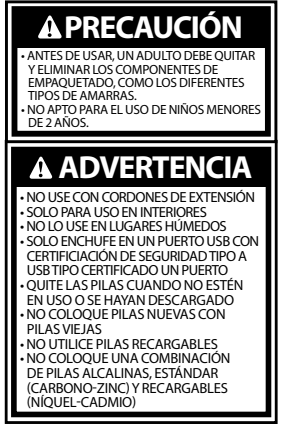 PRECAUCIÓN
• ANTES DE USAR, UN ADULTO DEBE QUITAR
Y ELIMINAR LOS COMPONENTES DE
EMPAQUETADO, COMO LOS DIFERENTES
TIPOS DE AMARRAS.
• NO APTO PARA EL USO DE NIÑOS MENORES
DE 2 AÑOS.
ADVERTENCIA
• NO USE CON CORDONES DE EXTENSIÓN
• SOLO PARA USO EN INTERIORES
• NO LO USE EN LUGARES HÚMEDOS
• SOLO ENCHUFE EN UN PUERTO USB CON
CERTIFICIACIÓN DE SEGURIDAD TIPO A
USB TIPO CERTIFICADO UN PUERTO
• QUITE LAS PILAS CUANDO NO ESTÉN
EN USO O SE HAYAN DESCARGADO
• NO COLOQUE PILAS NUEVAS CON
PILAS VIEJAS
• NO UTILICE PILAS RECARGABLES
• NO COLOQUE UNA COMBINACIÓN
DE PILAS ALCALINAS, ESTÁNDAR
(CARBONO-ZINC) Y RECARGABLES
(NÍQUEL-CADMIO)